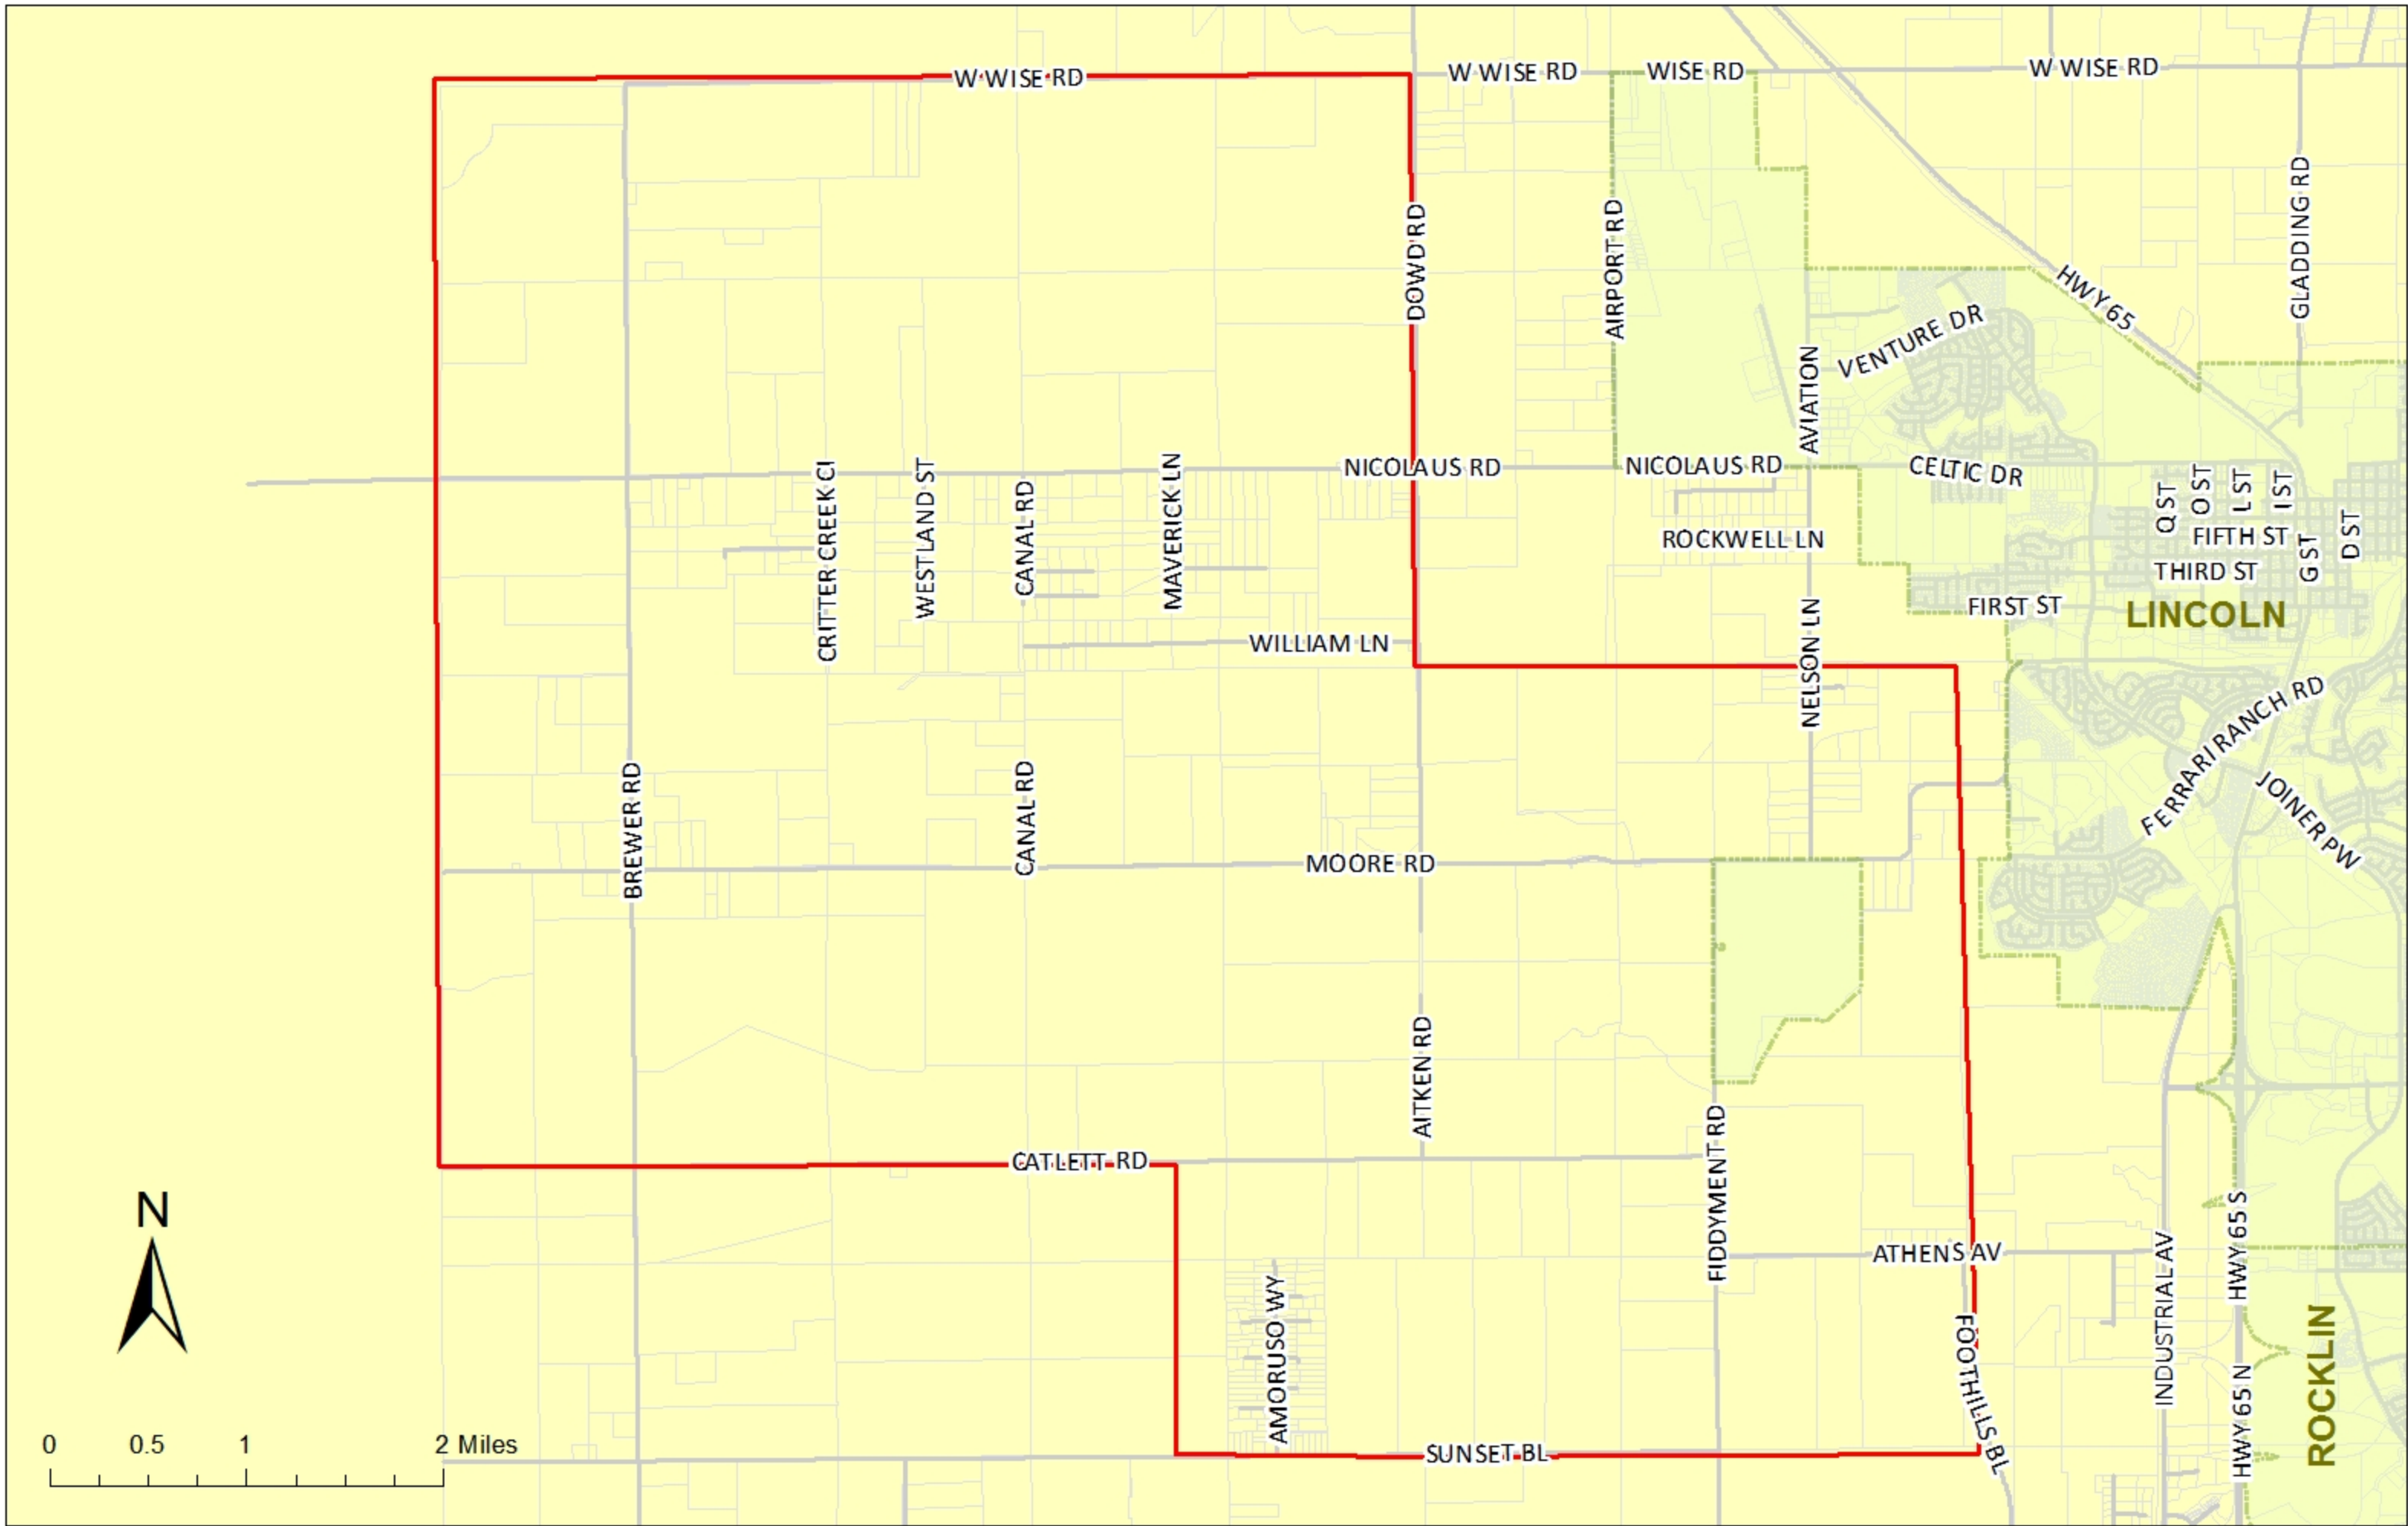 W WISE RD
W WISE RD
WISE RD
W WISE RD
DOWD RD
AIRPORT RD
GLADDING RD
HWY 65
VENTURE DR
AVIATION
NICOLAUS RD
NICOLAUS RD
CELTIC DR
CRITTER CREEK CI
WESTLAND ST
CANAL RD
MAVERICK LN
Q ST
O ST
L ST
I ST
ROCKWELL LN
FIFTH ST
G ST
D ST
THIRD ST
FIRST ST
LINCOLN
WILLIAM LN
NELSON LN
FERRARI RANCH RD
JOINER PW
BREWER RD
CANAL RD
MOORE RD
AITKEN RD
FIDDYMENT RD
CATLETT RD
N
ATHENS AV
INDUSTRIAL AV
HWY 65 S
AMORUSO WY
FOOTHILLS BL
HWY 65 N
ROCKLIN
0 0.5 1 2 Miles
SUNSET BL